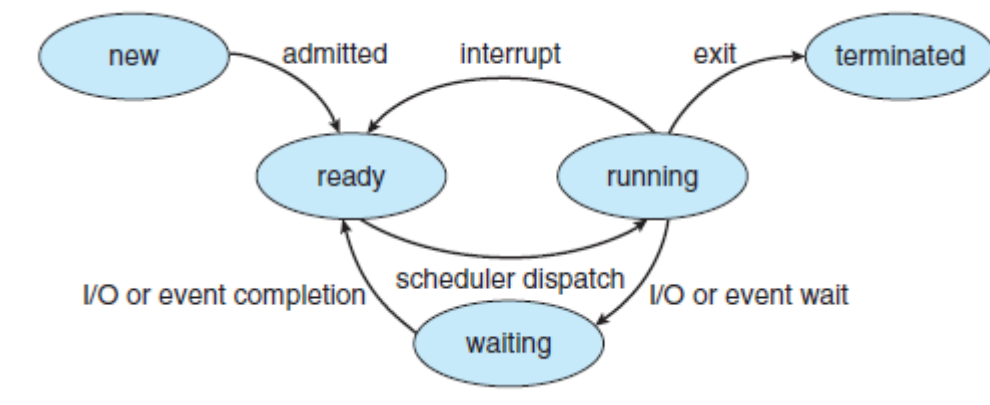 new
admitted
interrupt
exit
terminated
ready
running
I/O or event completion
scheduler dispatch
I/O or event wait
waiting